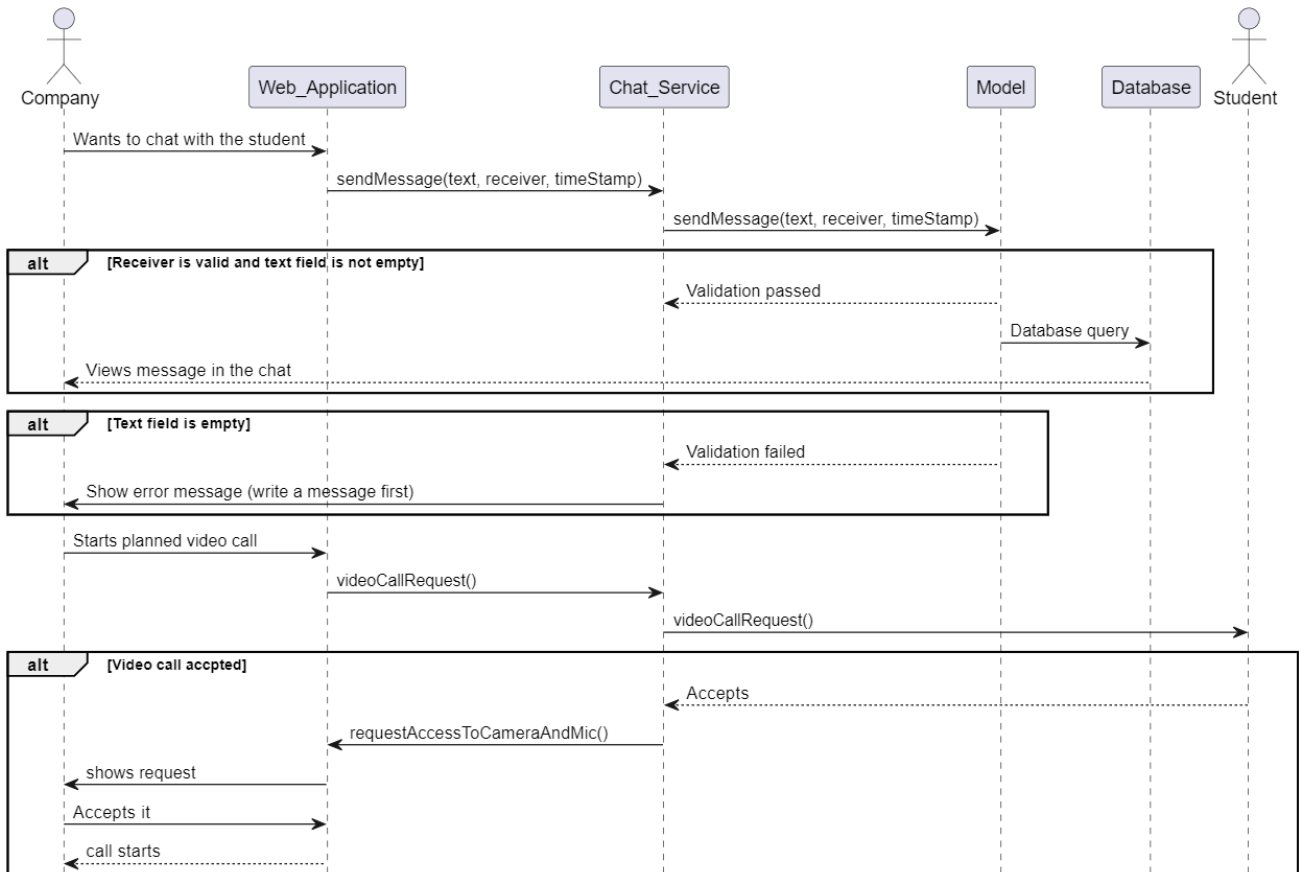 Company
Web_Application
Chat_Service
Model
Database
Student
Wants to chat with the student
sendMessage(text, receiver, timeStamp)
sendMessage(text, receiver, timeStamp)
alt [Receiver is valid and text field is not empty]
Validation passed
Database query
Views message in the chat
alt [Text field is empty]
Validation failed
Show error message (write a message first)
Starts planned video call
videoCallRequest()
videoCallRequest()
alt [Video call accpted]
Accepts
requestAccessToCameraAndMic()
shows request
Accepts it
call starts